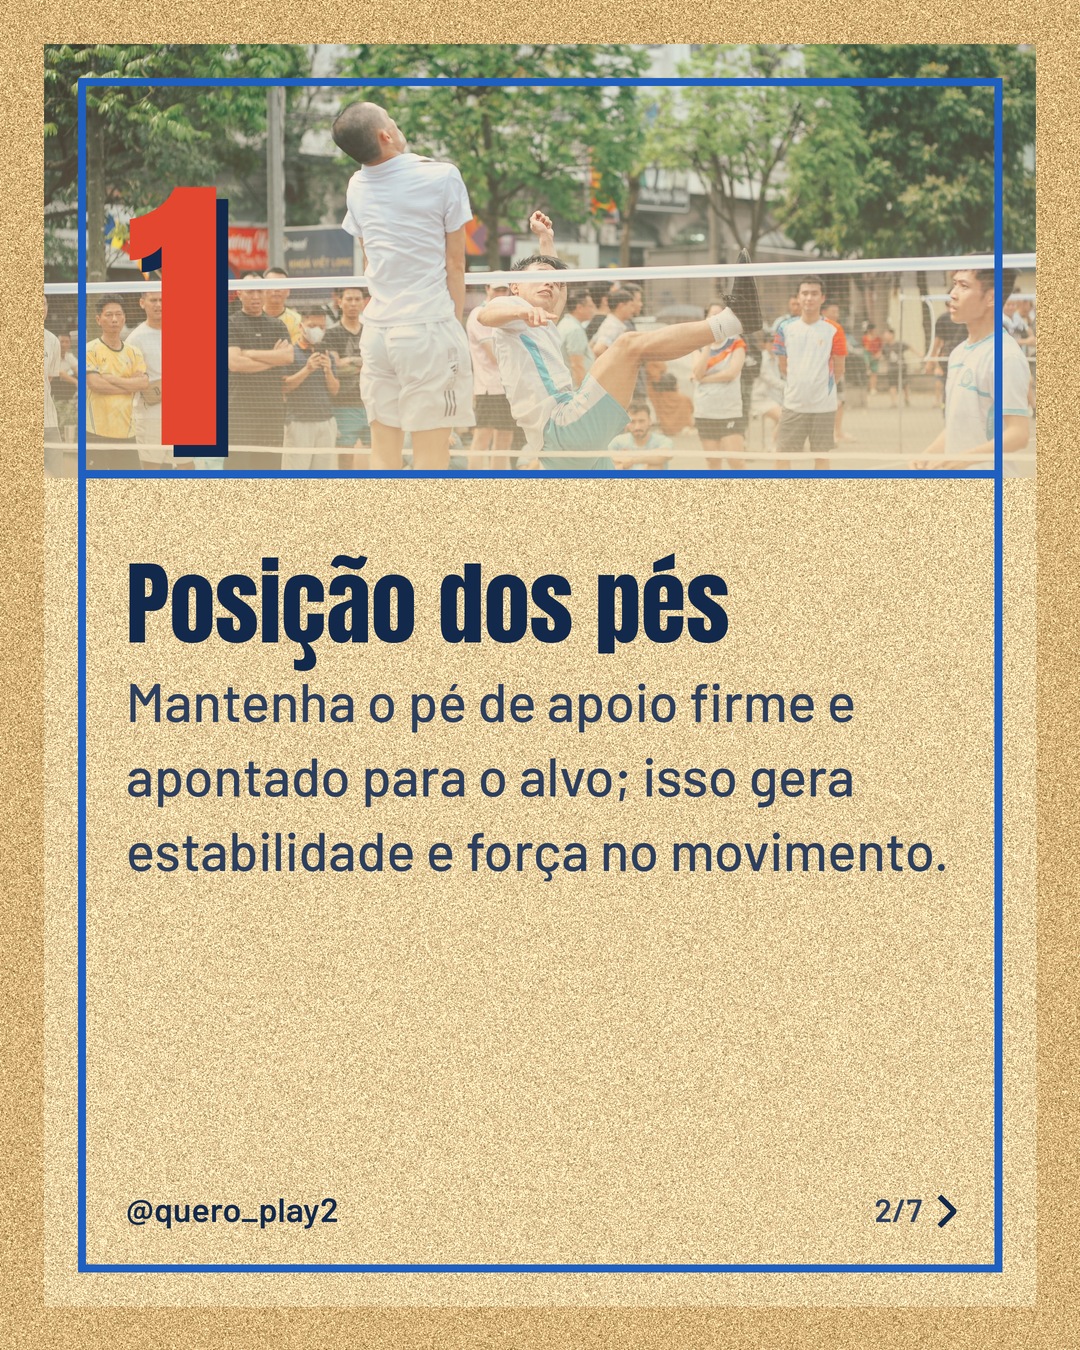 1
Posição dos pés
Mantenha o pé de apoio firme e
apontado para o alvo; isso gera
estabilidade e força no movimento.
@quero_play2
2/7